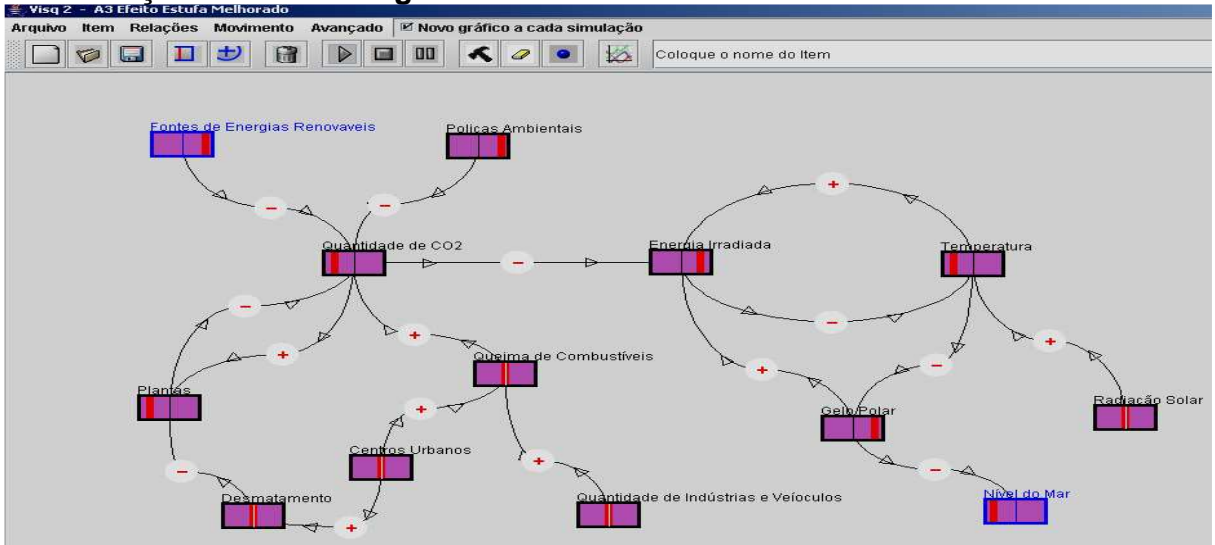 Visq 2 - A3 Efeito Estufa Melhorado
Arquivo Item Relações Movimento Avançado Novo gráfico a cada simulação
Coloque o nome do Item
Fontes de Energias Renovaveis
Policas Ambientais
Quantidade de CO2
Energia Irradiada
Temperatura
Queima de Combustíveis
Plantas
Gelo Polar
Radiação Solar
Centros Urbanos
Desmatamento
Quantidade de Indústrias e Veíoculos
Nível do Mar